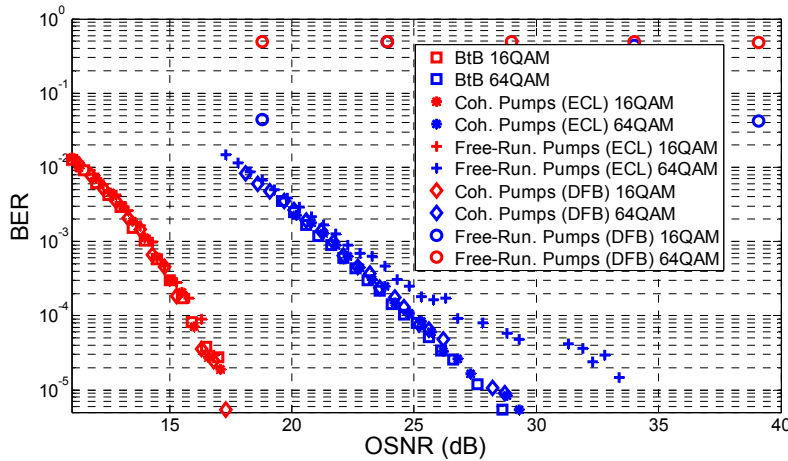 10^0
10^-1
10^-2
10^-3
10^-4
10^-5
BER
BtB 16QAM
BtB 64QAM
Coh. Pumps (ECL) 16QAM
Coh. Pumps (ECL) 64QAM
Free-Run. Pumps (ECL) 16QAM
Free-Run. Pumps (ECL) 64QAM
Coh. Pumps (DFB) 16QAM
Coh. Pumps (DFB) 64QAM
Free-Run. Pumps (DFB) 16QAM
Free-Run. Pumps (DFB) 64QAM
15 20 25 30 35 40
OSNR (dB)